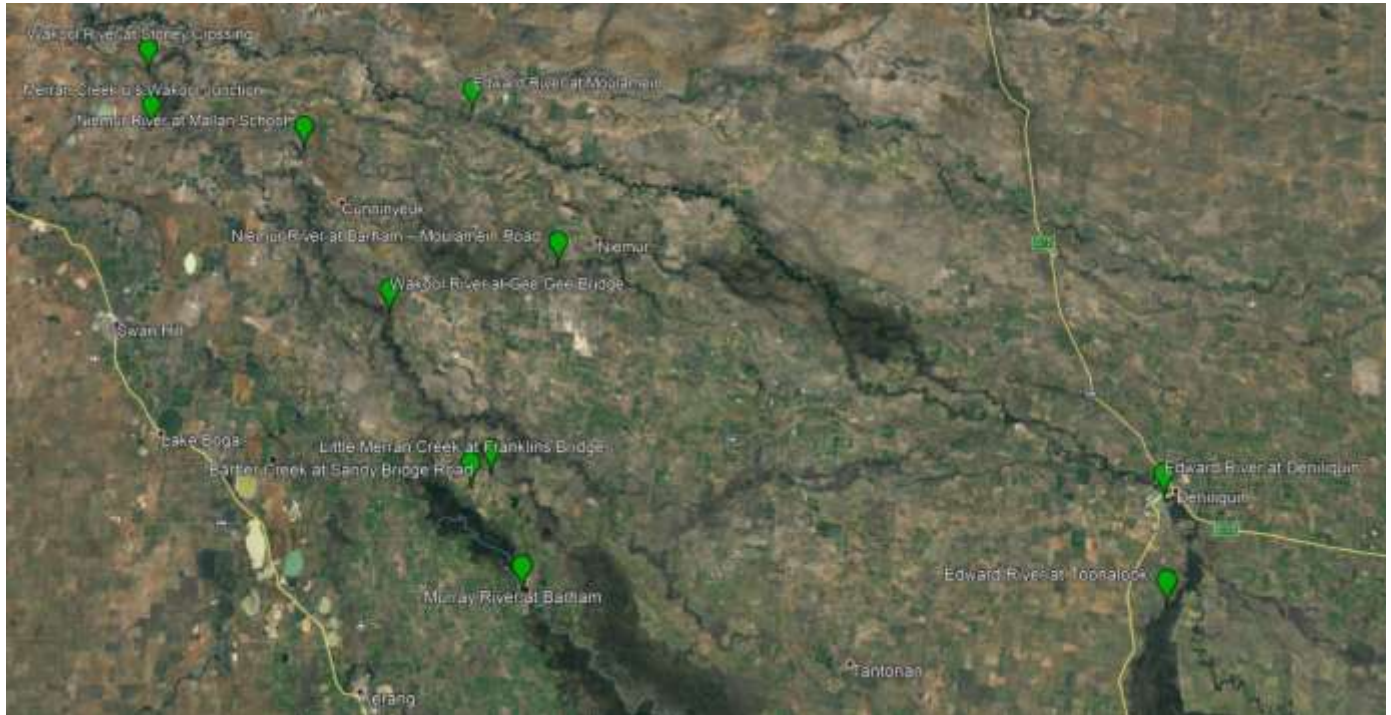 Wakool River at Stoney Crossing
Edward River at Moulamein
Merran Creek u/s Wakool Junction
Niemur River at Mallan School
Cunninyeuk
Niemur River at Barham – Moulamein Road
Niemur
Wakool River at Gee Gee Bridge
Swan Hill
Lake Boga
Little Merran Creek at Franklins Bridge
Barber Creek at Sandy Bridge Road
Edward River at Deniliquin
Deniliquin
Edward River at Toonalook
Murray River at Barham
Kerang